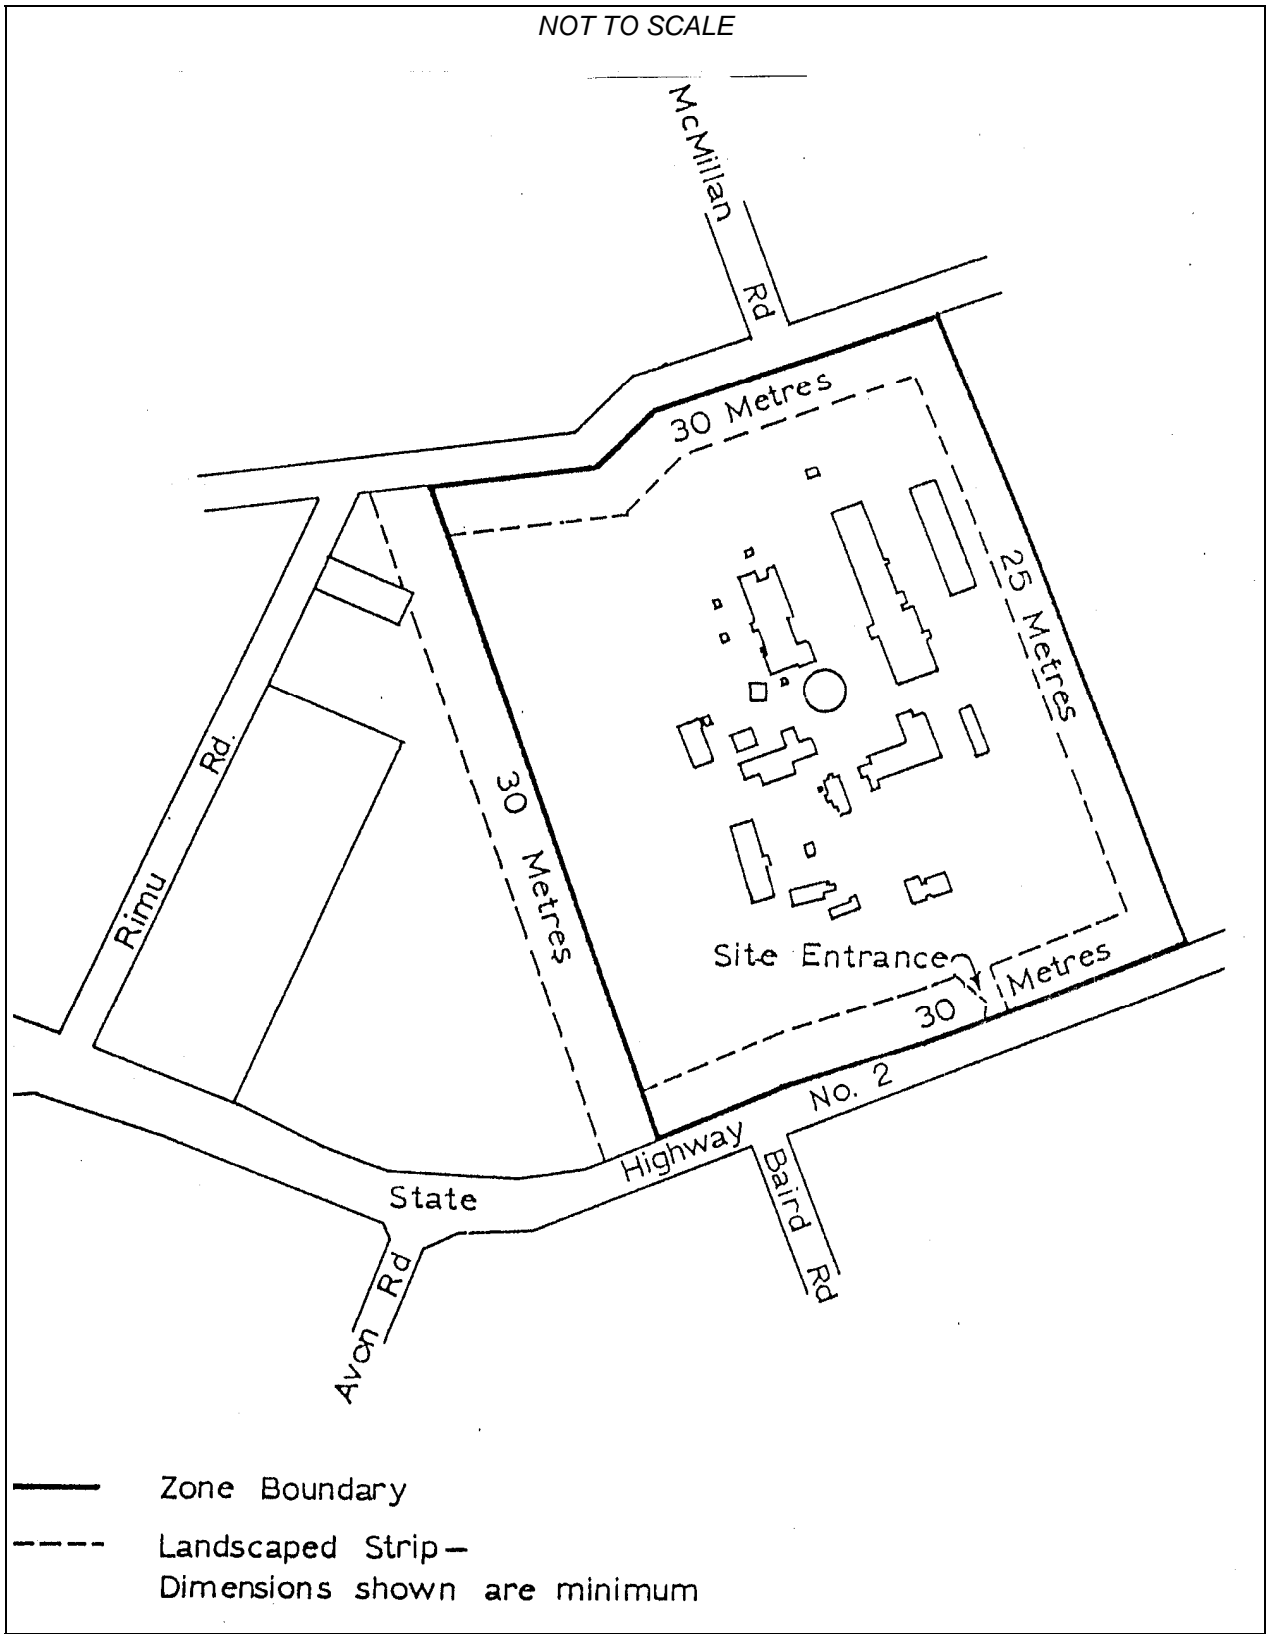 NOT TO SCALE
McMillan Rd
30 Metres
25 Metres
30 Metres
Rimu Rd.
Site Entrance
30 Metres
State Highway No. 2
Baird Rd
Avon Rd
Zone Boundary
Landscaped Strip –
Dimensions shown are minimum